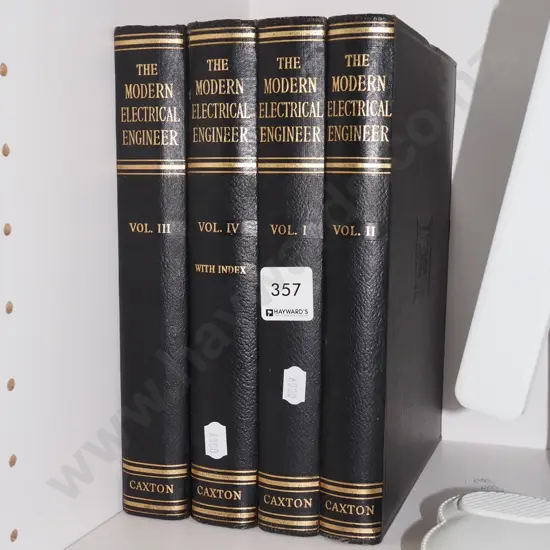 THE
MODERN
ELECTRICAL
ENGINEER
VOL. III
CAXTON
THE
MODERN
ELECTRICAL
ENGINEER
VOL. IV
WITH INDEX
CAXTON
THE
MODERN
ELECTRICAL
ENGINEER
VOL. I
357
HAYWARD'S
CAXTON
THE
MODERN
ELECTRICAL
ENGINEER
VOL. II
CAXTON